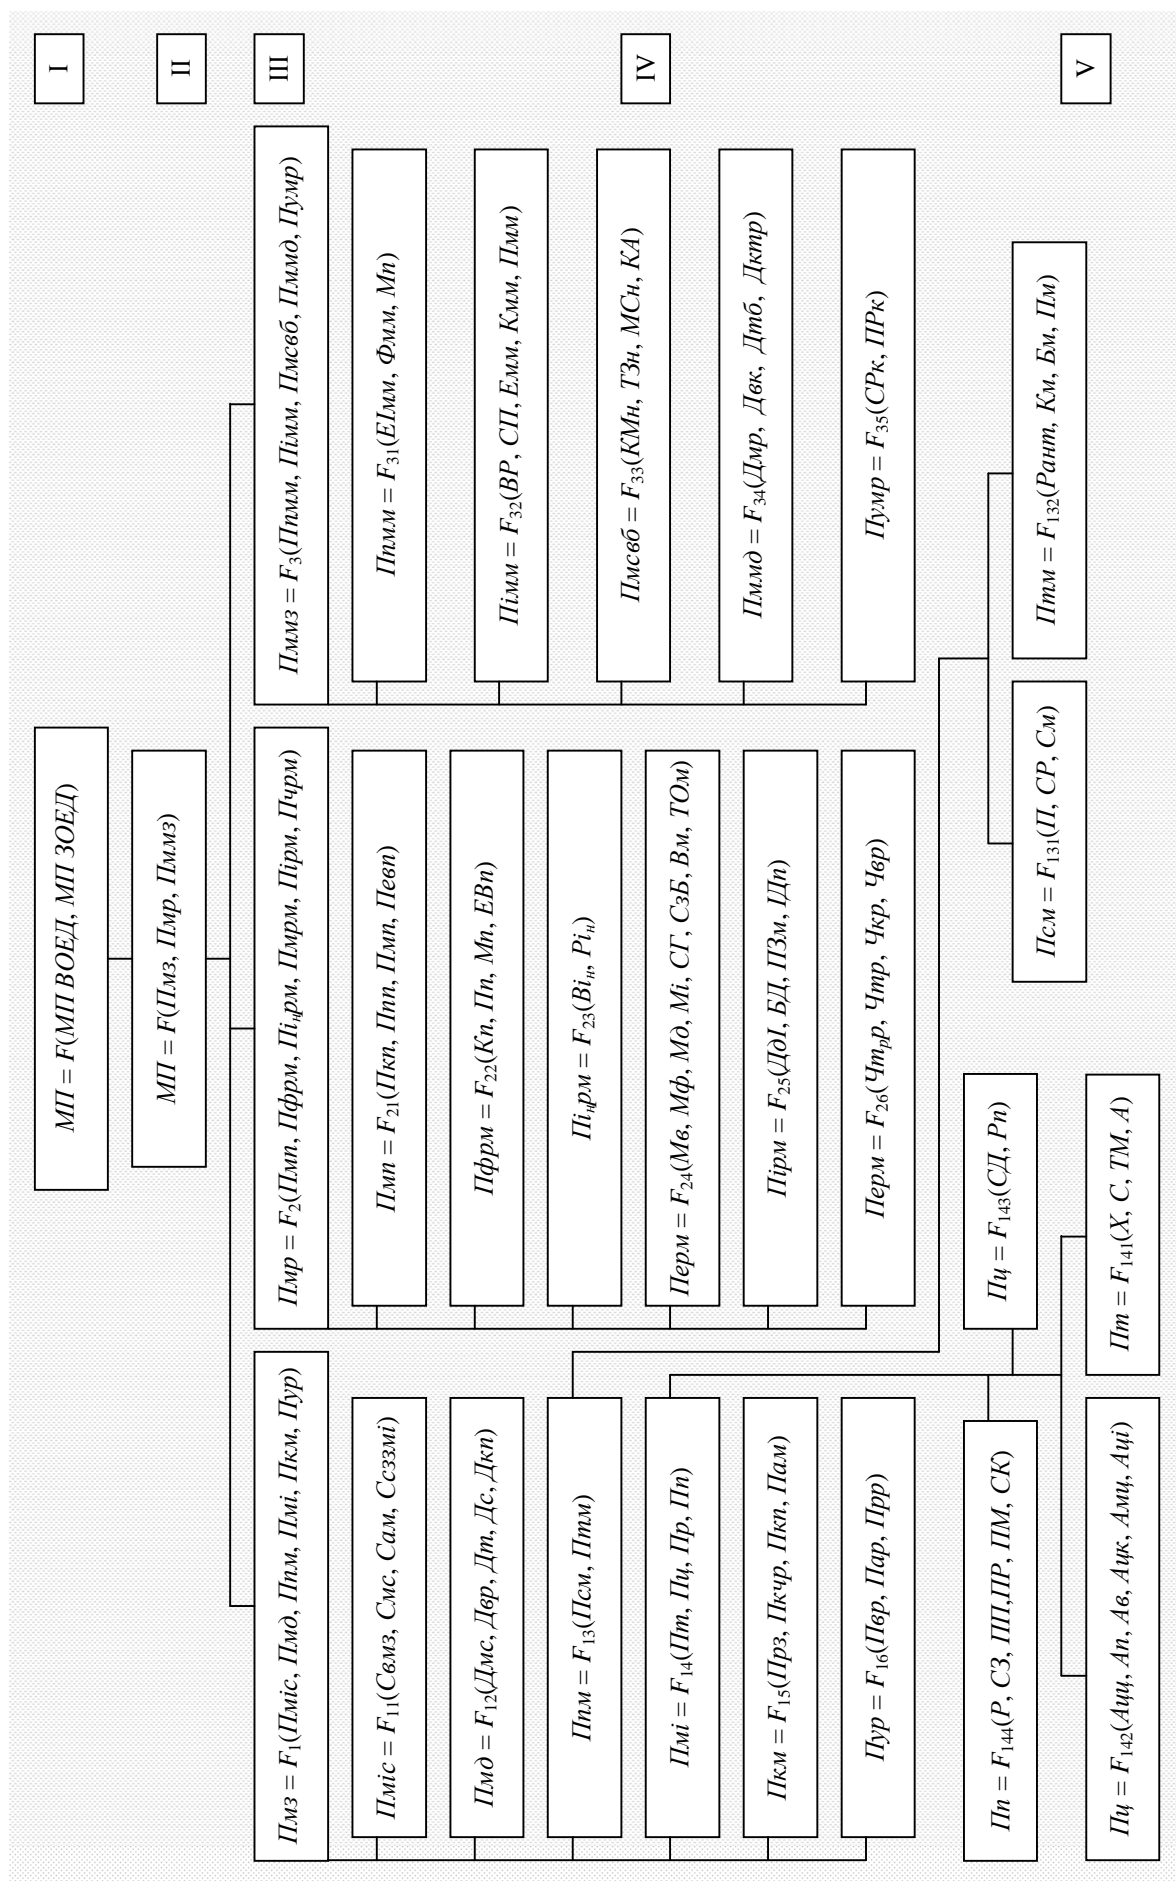 I
МП = F(МП ВОЕД, МП ЗОЕД)
II
МП = F(Пмз, Пмр, Пммз)
III
Пмз = F₁(Пміс, Пмд, Ппм, Пмі, Пкм, Пур)
Пмр = F₂(Пмп, Пфрм, Піₙрм, Пмрм, Пірм, Пчрм)
Пммз = F₃(Ппмм, Пімм, Пмсвб, Пммд, Пумр)
IV
Пміс = F₁₁(Свмз, Смс, Сам, Ссззмі)
Пмд = F₁₂(Дмс, Двр, Дт, Дс, Дкп)
Ппм = F₁₃(Псм, Птм)
Пмі = F₁₄(Пт, Пц, Пр, Пп)
Пкм = F₁₅(Прз, Пкчр, Пкп, Пам)
Пур = F₁₆(Пвр, Пар, Прр)
Пмп = F₂₁(Пкп, Ппп, Пмп, Певп)
Пфрм = F₂₂(Кп, Пп, Мп, ЕВп)
Піₙрм = F₂₃(Віₙ, Ріₙ)
Перм = F₂₄(Мв, Мф, Мд, Мі, СГ, СзБ, Вм, ТОм)
Пірм = F₂₅(ДдІ, БД, ПЗм, ІДп)
Перм = F₂₆(ЧтₚР, Чтр, Чкр, Чвр)
Ппмм = F₃₁(ЕІмм, Фмм, Мп)
Пімм = F₃₂(ВР, СП, Емм, Кмм, Пмм)
Пмсвб = F₃₃(КМн, ТЗн, МСн, КА)
Пммд = F₃₄(Дмр, Двк, Дтб, Дктр)
Пумр = F₃₅(СРк, ПРк)
V
Пп = F₁₄₄(Р, СЗ, ПП,ПР, ПМ, СК)
Пц = F₁₄₃(СД, Рп)
Псм = F₁₃₁(П, СР, См)
Птм = F₁₃₂(Рант, Км, Бм, Пм)
Пц = F₁₄₂(Ацц, Ап, Ав, Ацк, Амц, Аці)
Пт = F₁₄₁(Х, С, ТМ, А)